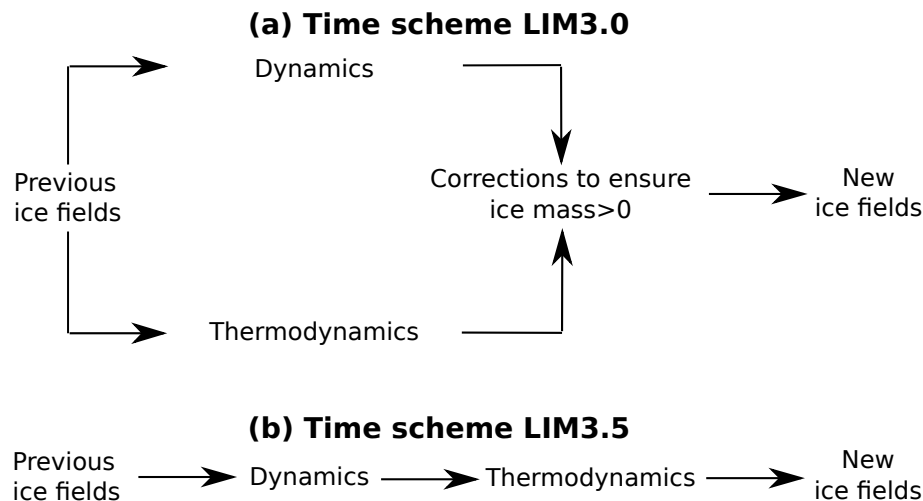 (a) Time scheme LIM3.0
Dynamics
Previous
ice fields
Corrections to ensure
ice mass>0
New
ice fields
Thermodynamics
(b) Time scheme LIM3.5
Previous
ice fields
Dynamics
Thermodynamics
New
ice fields